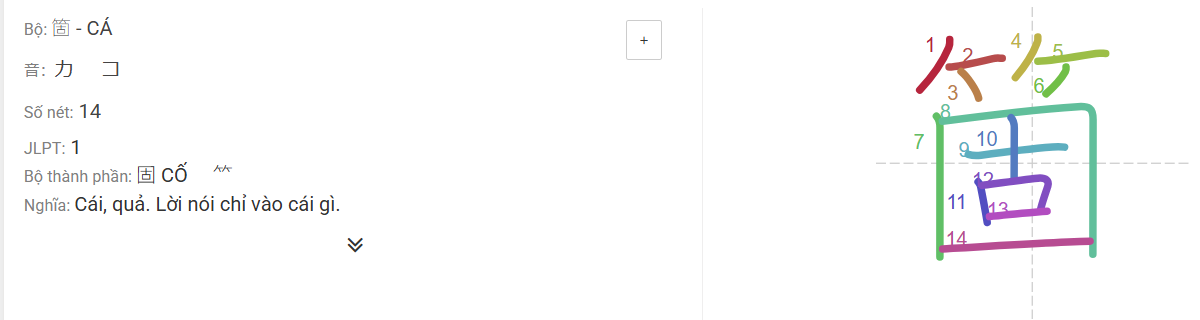 Bộ: 箇 - CÁ
+
音: カ コ
Số nét: 14
JLPT: 1
Bộ thành phần: 固 CỐ ⺮
Nghĩa: Cái, quả. Lời nói chỉ vào cái gì.
箇
1 2 3 4 5 6 7 8 9 10 11 12 13 14